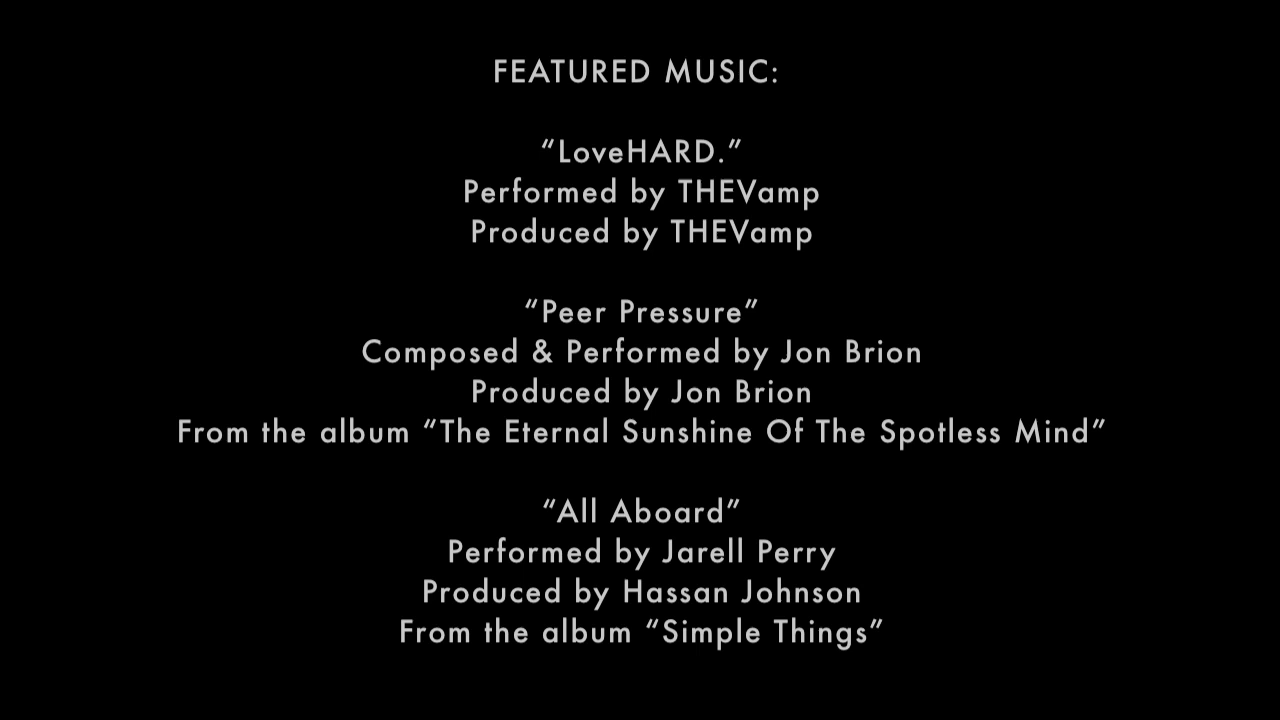 FEATURED MUSIC:
“LoveHARD.”
Performed by THEVamp
Produced by THEVamp
“Peer Pressure”
Composed & Performed by Jon Brion
Produced by Jon Brion
From the album “The Eternal Sunshine Of The Spotless Mind”
“All Aboard”
Performed by Jarell Perry
Produced by Hassan Johnson
From the album “Simple Things”